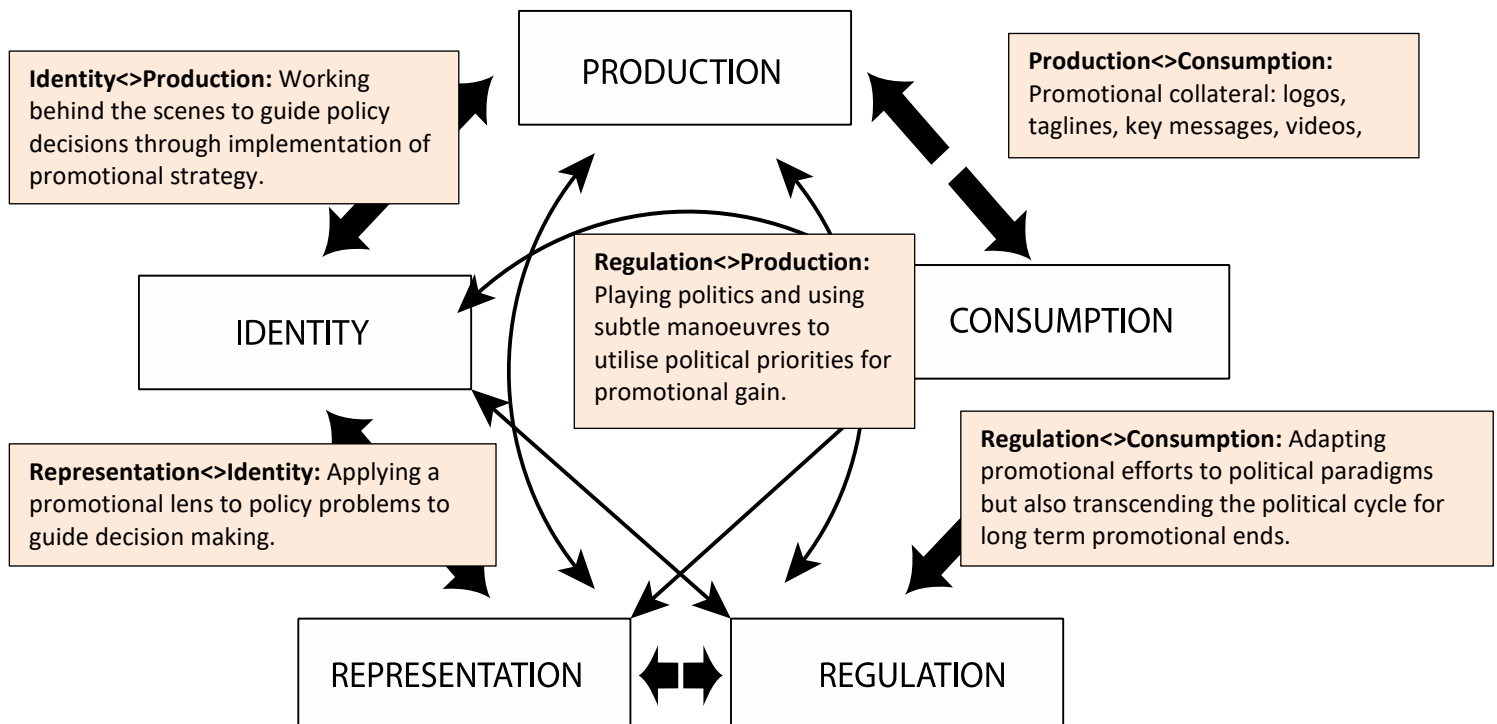 PRODUCTION
Identity<>Production: Working
behind the scenes to guide policy
decisions through implementation of
promotional strategy.
Production<>Consumption:
Promotional collateral: logos,
taglines, key messages, videos,
IDENTITY
Regulation<>Production:
Playing politics and using
subtle manoeuvres to
utilise political priorities for
promotional gain.
CONSUMPTION
Representation<>Identity: Applying a
promotional lens to policy problems to
guide decision making.
Regulation<>Consumption: Adapting
promotional efforts to political paradigms
but also transcending the political cycle for
long term promotional ends.
REPRESENTATION
REGULATION